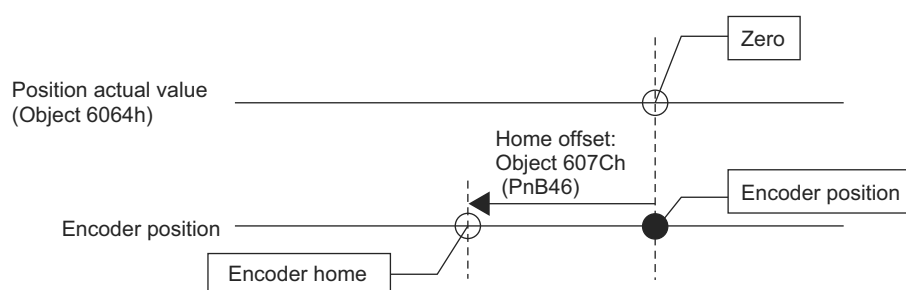 Zero
Position actual value
(Object 6064h)
Home offset:
Object 607Ch
(PnB46)
Encoder position
Encoder position
Encoder home